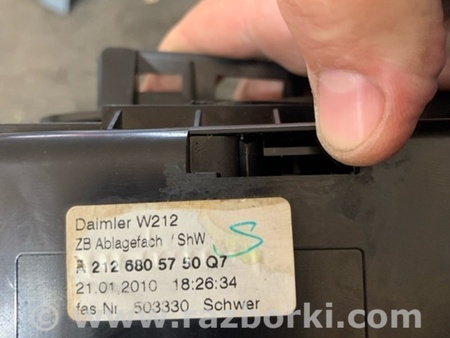 Daimler W212
ZB Ablagefach / ShW
A 212 680 57 50 Q7
21.01.2010 18:26:34
fas Nr 503330 Schwer
S
www.razborki.com